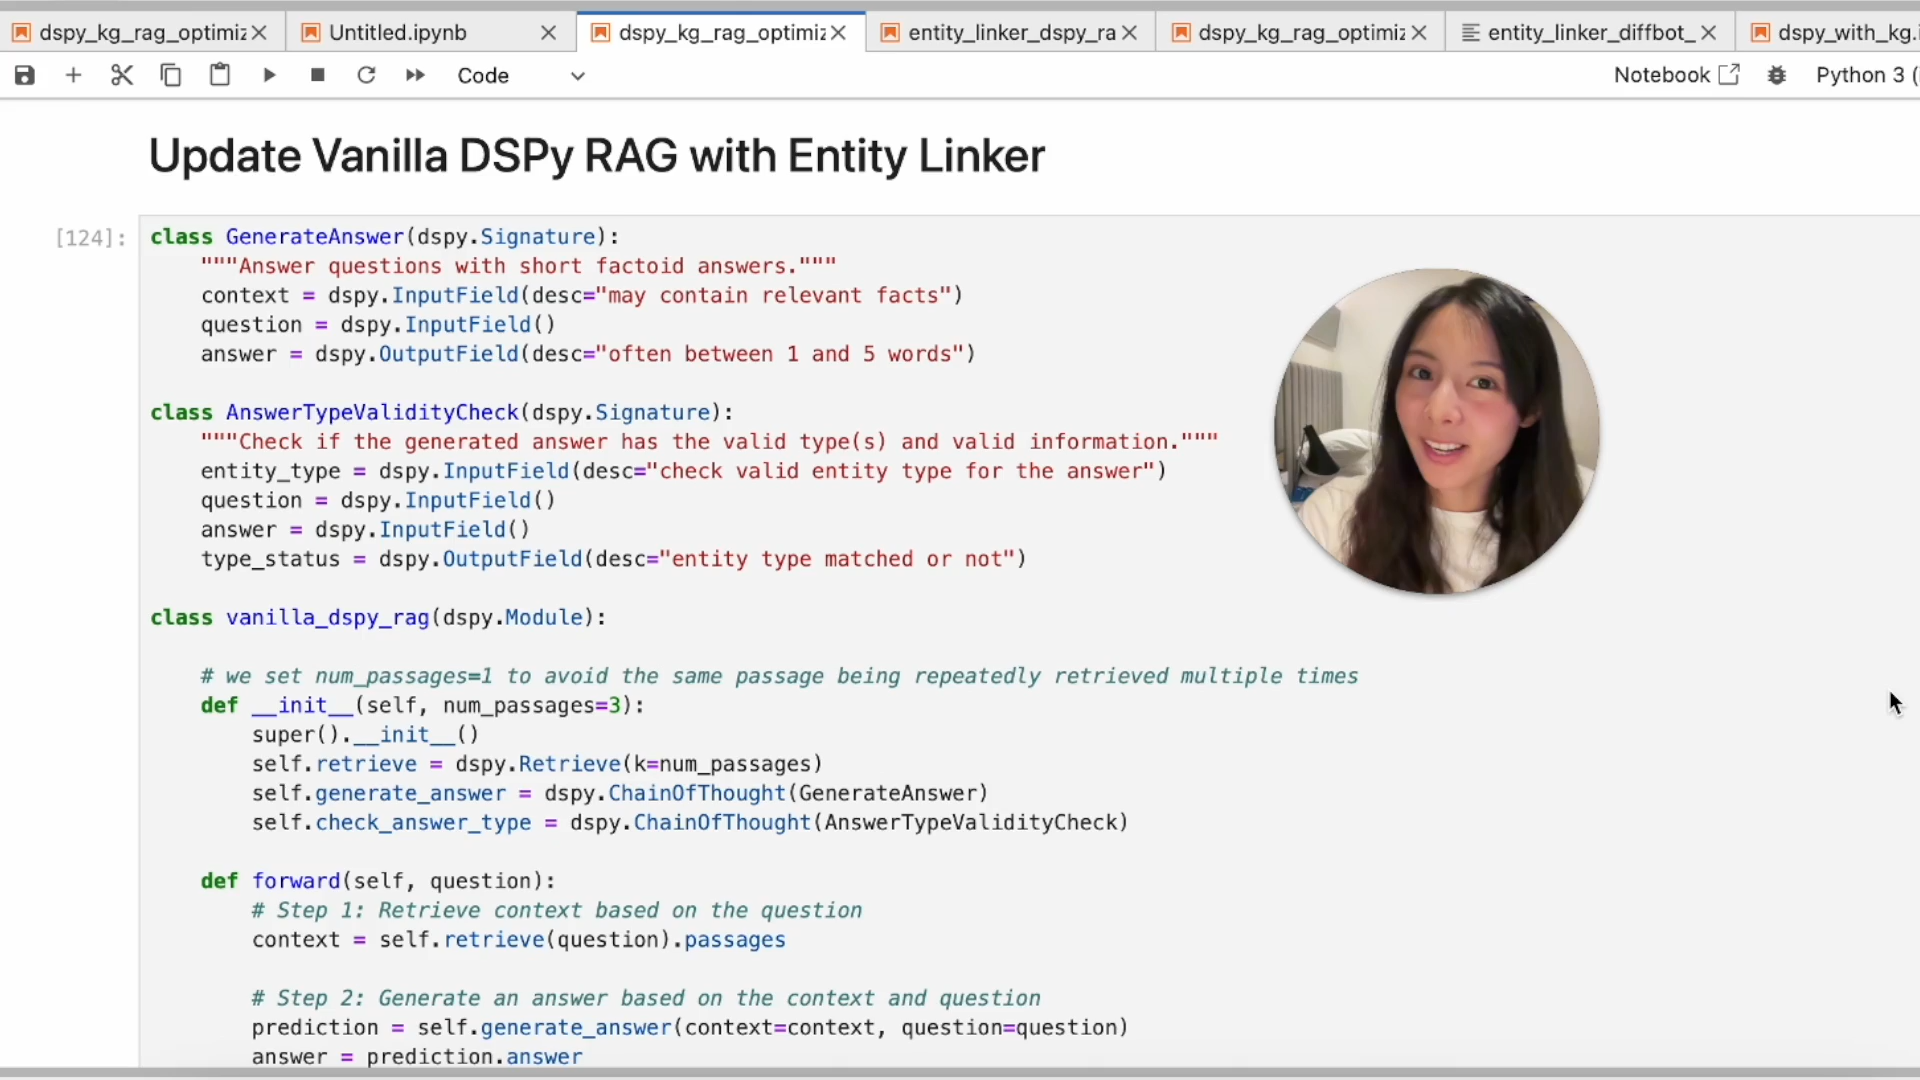 dspy_kg_rag_optimiz
Untitled.ipynb
dspy_kg_rag_optimiz
entity_linker_dspy_ra
dspy_kg_rag_optimiz
entity_linker_diffbot_
dspy_with_kg.i
Code
Notebook
Python 3 (i
Update Vanilla DSPy RAG with Entity Linker
[124]:
class GenerateAnswer(dspy.Signature):
    """Answer questions with short factoid answers."""
    context = dspy.InputField(desc="may contain relevant facts")
    question = dspy.InputField()
    answer = dspy.OutputField(desc="often between 1 and 5 words")
class AnswerTypeValidityCheck(dspy.Signature):
    """Check if the generated answer has the valid type(s) and valid information."""
    entity_type = dspy.InputField(desc="check valid entity type for the answer")
    question = dspy.InputField()
    answer = dspy.InputField()
    type_status = dspy.OutputField(desc="entity type matched or not")
class vanilla_dspy_rag(dspy.Module):
    # we set num_passages=1 to avoid the same passage being repeatedly retrieved multiple times
    def __init__(self, num_passages=3):
        super().__init__()
        self.retrieve = dspy.Retrieve(k=num_passages)
        self.generate_answer = dspy.ChainOfThought(GenerateAnswer)
        self.check_answer_type = dspy.ChainOfThought(AnswerTypeValidityCheck)
    def forward(self, question):
        # Step 1: Retrieve context based on the question
        context = self.retrieve(question).passages
        # Step 2: Generate an answer based on the context and question
        prediction = self.generate_answer(context=context, question=question)
        answer = prediction.answer